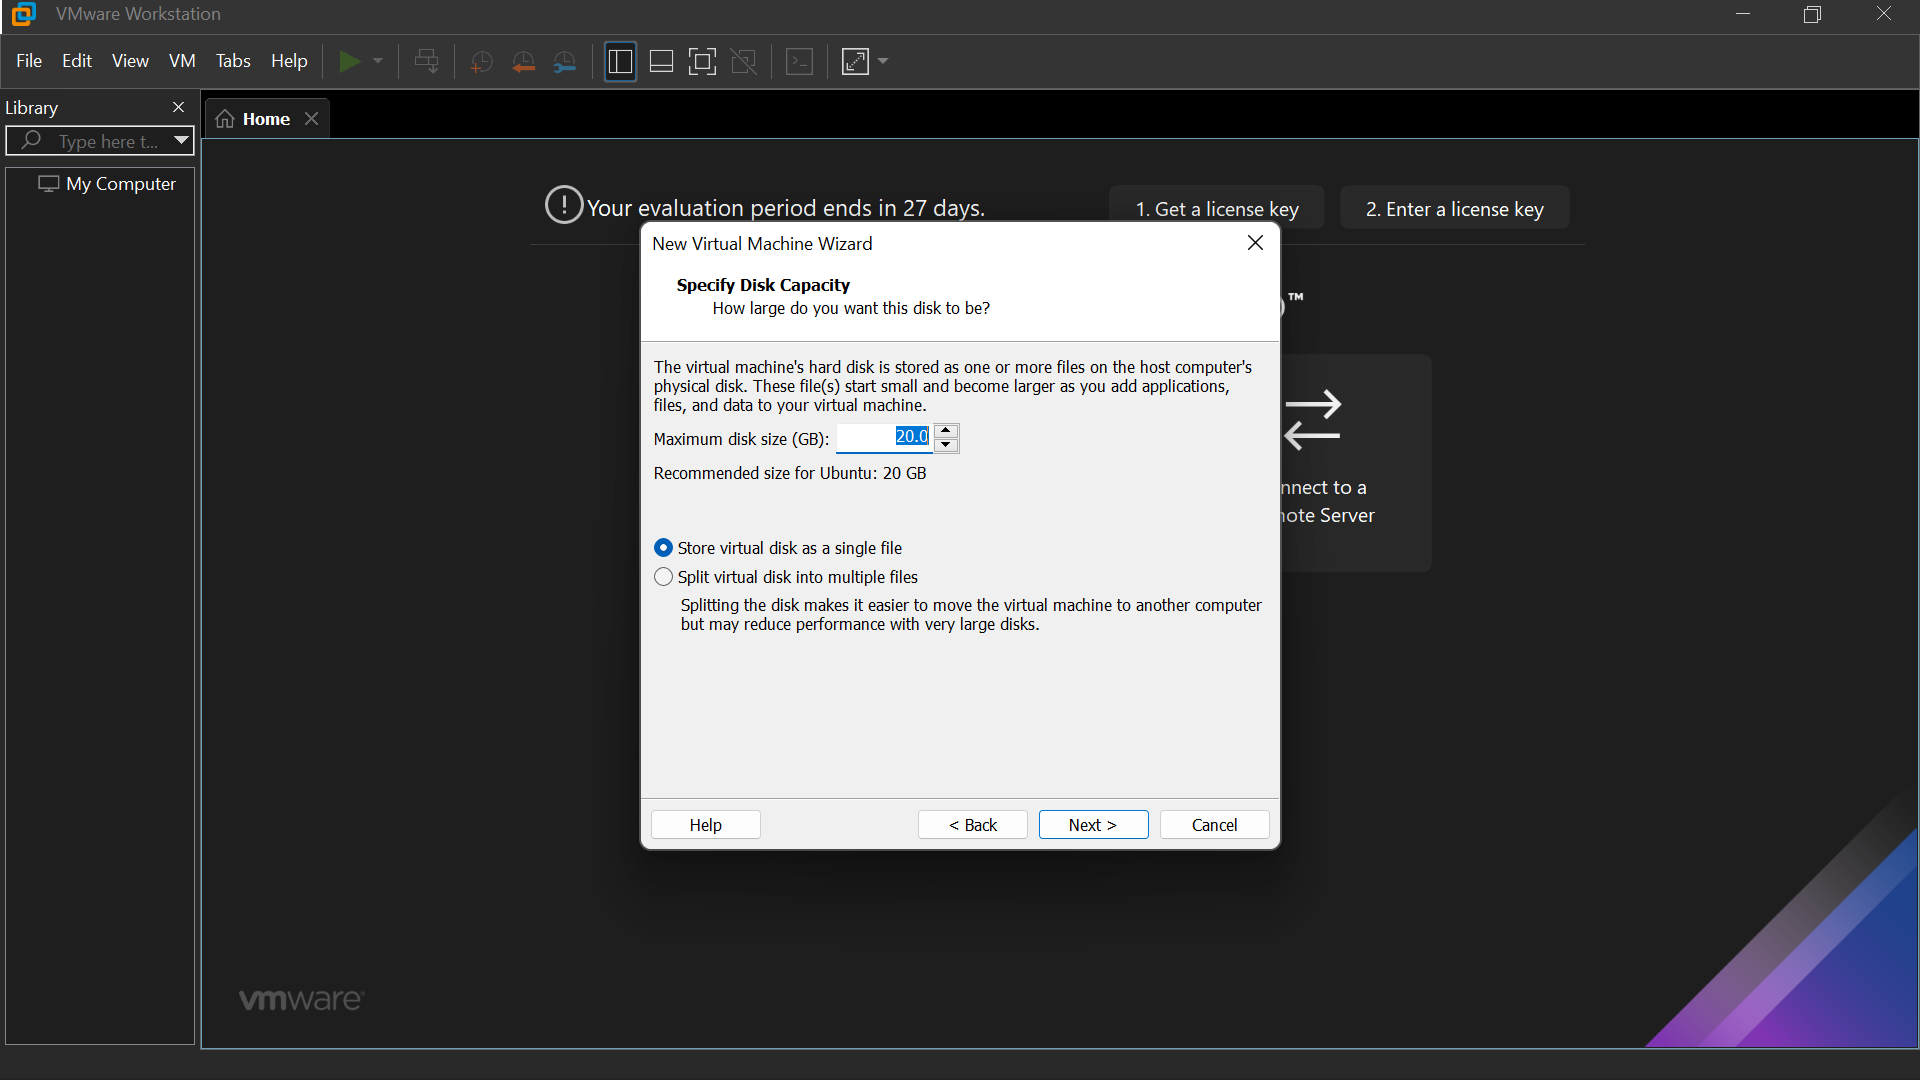 VMware Workstation
File Edit View VM Tabs Help
Library
Home
Type here t...
My Computer
Your evaluation period ends in 27 days.
1. Get a license key
2. Enter a license key
New Virtual Machine Wizard
Specify Disk Capacity
How large do you want this disk to be?
™
The virtual machine's hard disk is stored as one or more files on the host computer's
physical disk. These file(s) start small and become larger as you add applications,
files, and data to your virtual machine.
Maximum disk size (GB): 20.0
Recommended size for Ubuntu: 20 GB
nnect to a
ote Server
Store virtual disk as a single file
Split virtual disk into multiple files
Splitting the disk makes it easier to move the virtual machine to another computer
but may reduce performance with very large disks.
Help
< Back
Next >
Cancel
vmware